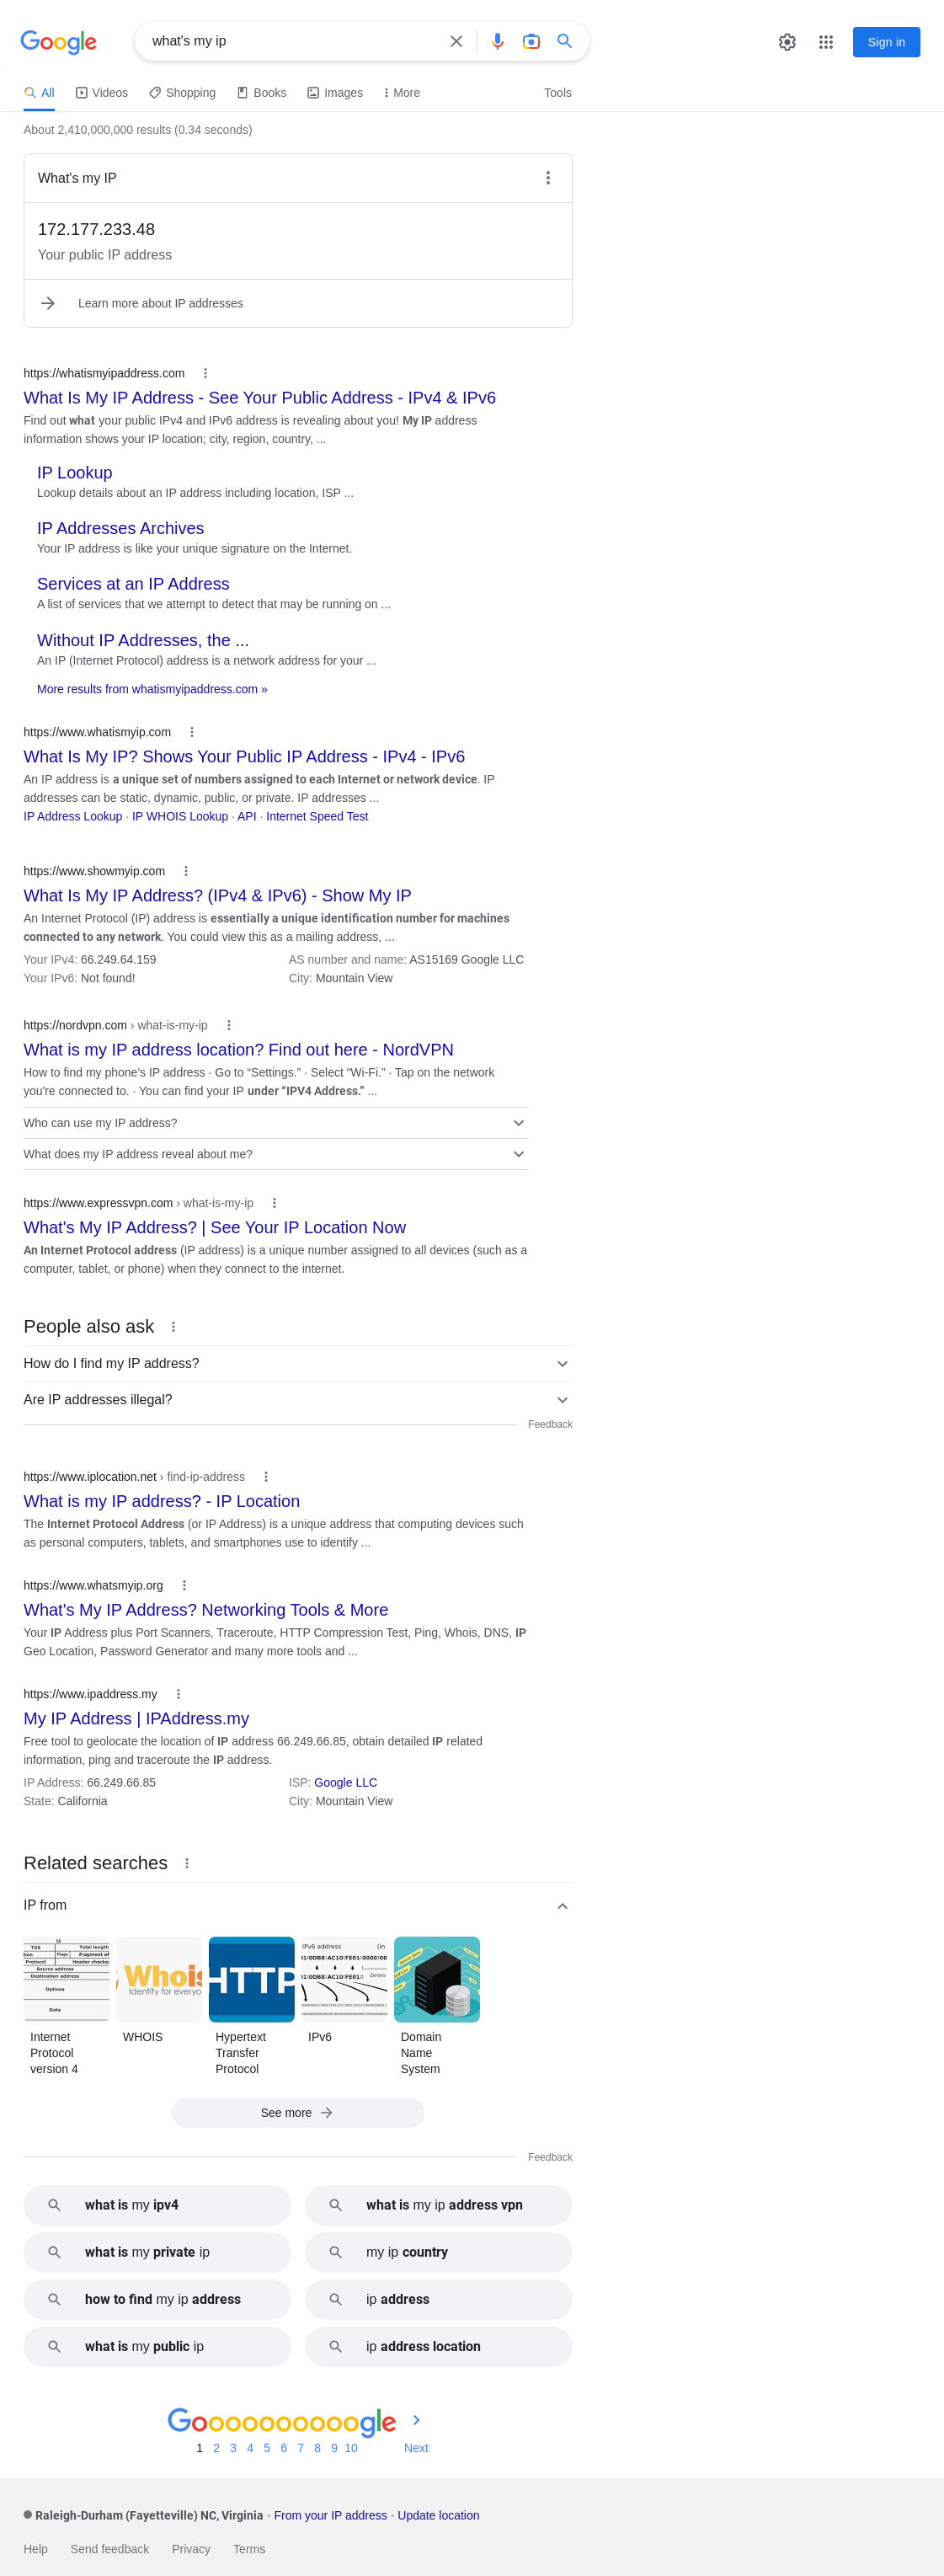 Google
what's my ip
Sign in
All
Videos
Shopping
Books
Images
More
Tools
About 2,410,000,000 results (0.34 seconds)
What's my IP
172.177.233.48
Your public IP address
Learn more about IP addresses
https://whatismyipaddress.com
What Is My IP Address - See Your Public Address - IPv4 & IPv6
Find out what your public IPv4 and IPv6 address is revealing about you! My IP address
information shows your IP location; city, region, country, ...
IP Lookup
Lookup details about an IP address including location, ISP ...
IP Addresses Archives
Your IP address is like your unique signature on the Internet.
Services at an IP Address
A list of services that we attempt to detect that may be running on ...
Without IP Addresses, the ...
An IP (Internet Protocol) address is a network address for your ...
More results from whatismyipaddress.com »
https://www.whatismyip.com
What Is My IP? Shows Your Public IP Address - IPv4 - IPv6
An IP address is a unique set of numbers assigned to each Internet or network device. IP
addresses can be static, dynamic, public, or private. IP addresses ...
IP Address Lookup · IP WHOIS Lookup · API · Internet Speed Test
https://www.showmyip.com
What Is My IP Address? (IPv4 & IPv6) - Show My IP
An Internet Protocol (IP) address is essentially a unique identification number for machines
connected to any network. You could view this as a mailing address, ...
Your IPv4: 66.249.64.159
AS number and name: AS15169 Google LLC
Your IPv6: Not found!
City: Mountain View
https://nordvpn.com › what-is-my-ip
What is my IP address location? Find out here - NordVPN
How to find my phone's IP address · Go to “Settings.” · Select “Wi-Fi.” · Tap on the network
you're connected to. · You can find your IP under “IPV4 Address.” ...
Who can use my IP address?
What does my IP address reveal about me?
https://www.expressvpn.com › what-is-my-ip
What's My IP Address? | See Your IP Location Now
An Internet Protocol address (IP address) is a unique number assigned to all devices (such as a
computer, tablet, or phone) when they connect to the internet.
People also ask
How do I find my IP address?
Are IP addresses illegal?
Feedback
https://www.iplocation.net › find-ip-address
What is my IP address? - IP Location
The Internet Protocol Address (or IP Address) is a unique address that computing devices such
as personal computers, tablets, and smartphones use to identify ...
https://www.whatsmyip.org
What's My IP Address? Networking Tools & More
Your IP Address plus Port Scanners, Traceroute, HTTP Compression Test, Ping, Whois, DNS, IP
Geo Location, Password Generator and many more tools and ...
https://www.ipaddress.my
My IP Address | IPAddress.my
Free tool to geolocate the location of IP address 66.249.66.85, obtain detailed IP related
information, ping and traceroute the IP address.
IP Address: 66.249.66.85
ISP: Google LLC
State: California
City: Mountain View
Related searches
IP from
16
TOS Total length
Flags Fragment of
Protocol Header checks
Source address
Destination address
Options
Data
Whois
Identity for everyo
HTTP
IPv6 address (in
Zeroes
Internet
Protocol
version 4
WHOIS
Hypertext
Transfer
Protocol
IPv6
Domain
Name
System
See more
Feedback
what is my ipv4
what is my ip address vpn
what is my private ip
my ip country
how to find my ip address
ip address
what is my public ip
ip address location
Goooooooooogle
1 2 3 4 5 6 7 8 9 10 Next
Raleigh-Durham (Fayetteville) NC, Virginia - From your IP address - Update location
Help
Send feedback
Privacy
Terms